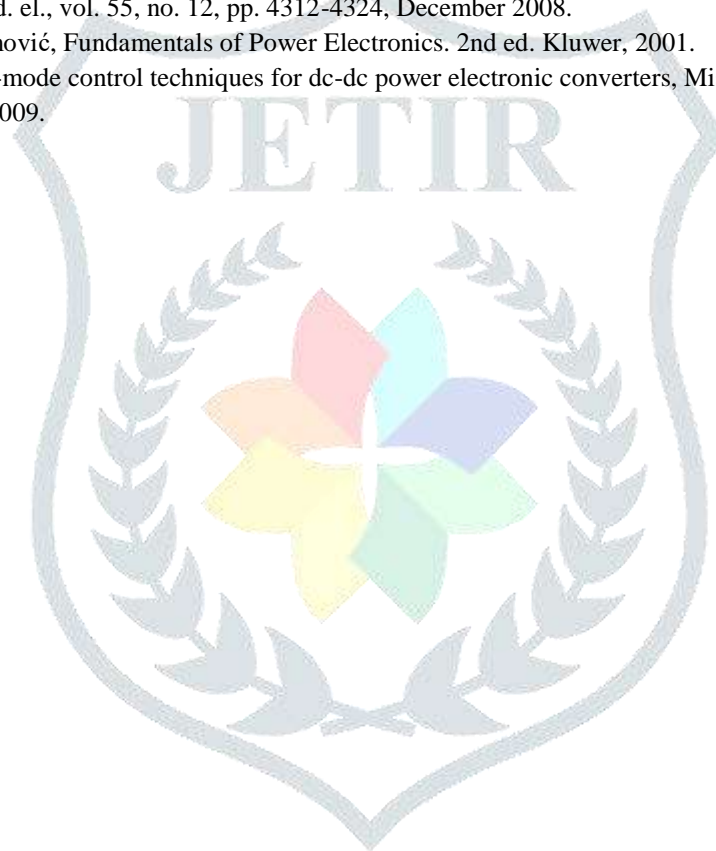 d. el., vol. 55, no. 12, pp. 4312-4324, December 2008.
nović, Fundamentals of Power Electronics. 2nd ed. Kluwer, 2001.
-mode control techniques for dc-dc power electronic converters, Mi
009.
JETIR